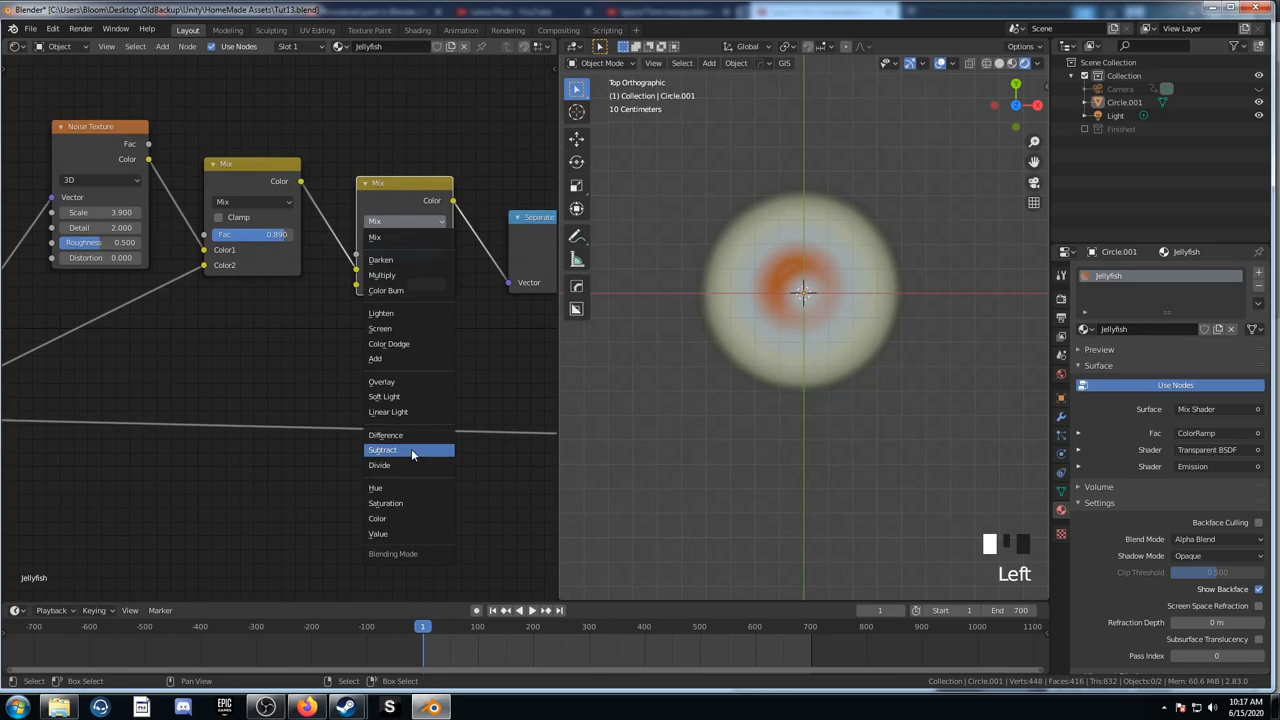 Blender* [C:\Users\Bloom\Desktop\OldBackup\Unity\HomeMade Assets\Tut13.blend]
File Edit Render Window Help Layout Modeling Sculpting UV Editing Texture Paint Shading Animation Rendering Compositing Scripting Scene View Layer
Object View Select Add Node Use Nodes Slot 1 Jellyfish Global Options
Object Mode View Select Add Object GIS
Top Orthographic
(1) Collection | Circle.001
10 Centimeters
Scene Collection
Collection
Camera
Circle.001
Light
Finished
Noise Texture
Fac
Color
3D
Vector
Scale 3.900
Detail 2.000
Roughness 0.500
Distortion 0.000
Mix
Color
Mix
Clamp
Fac 0.890
Color1
Color2
Mix
Color
Mix
Mix
Darken
Multiply
Color Burn
Lighten
Screen
Color Dodge
Add
Overlay
Soft Light
Linear Light
Difference
Subtract
Divide
Hue
Saturation
Color
Value
Blending Mode
Separate
Vector
Jellyfish
Left
Circle.001 Jellyfish
Jellyfish
Jellyfish
Preview
Surface
Use Nodes
Surface Mix Shader
Fac ColorRamp
Shader Transparent BSDF
Shader Emission
Volume
Settings
Backface Culling
Blend Mode Alpha Blend
Shadow Mode Opaque
Clip Threshold 0.500
Show Backface
Screen Space Refraction
Refraction Depth 0 m
Subsurface Translucency
Pass Index 0
Playback Keying View Marker 1 Start 1 End 700
-700 -600 -500 -400 -300 -200 -100 1 100 200 300 400 500 600 700 800 900 1000 1100
Select Box Select Pan View Select Box Select Collection | Circle.001 | Verts:448 | Faces:416 | Tris:832 | Objects:0/2 | Mem: 60.6 MiB | 2.83.0
EPIC GAMES
10:17 AM
6/15/2020